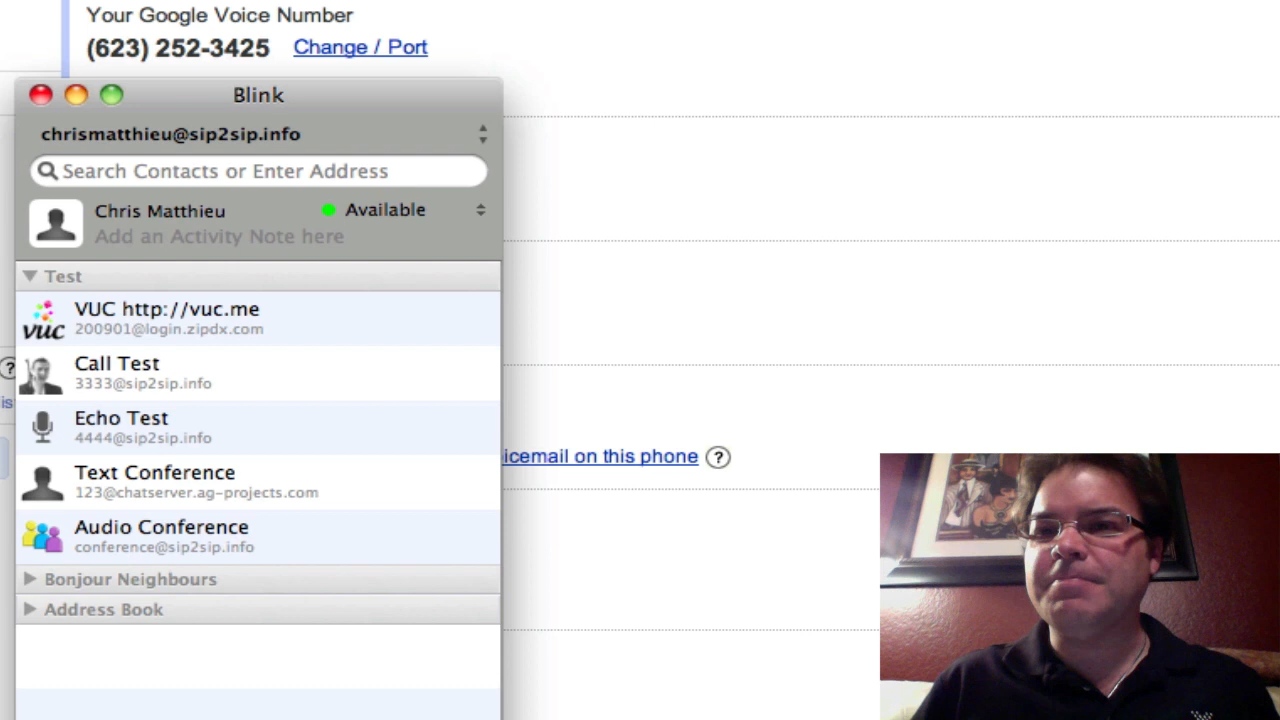 Your Google Voice Number
(623) 252-3425 Change / Port
Blink
chrismatthieu@sip2sip.info
Search Contacts or Enter Address
Chris Matthieu Available
Add an Activity Note here
Test
VUC http://vuc.me
vuc
200901@login.zipdx.com
Call Test
3333@sip2sip.info
?
is
Echo Test
4444@sip2sip.info
icemail on this phone ?
Text Conference
123@chatserver.ag-projects.com
Audio Conference
conference@sip2sip.info
Bonjour Neighbours
Address Book